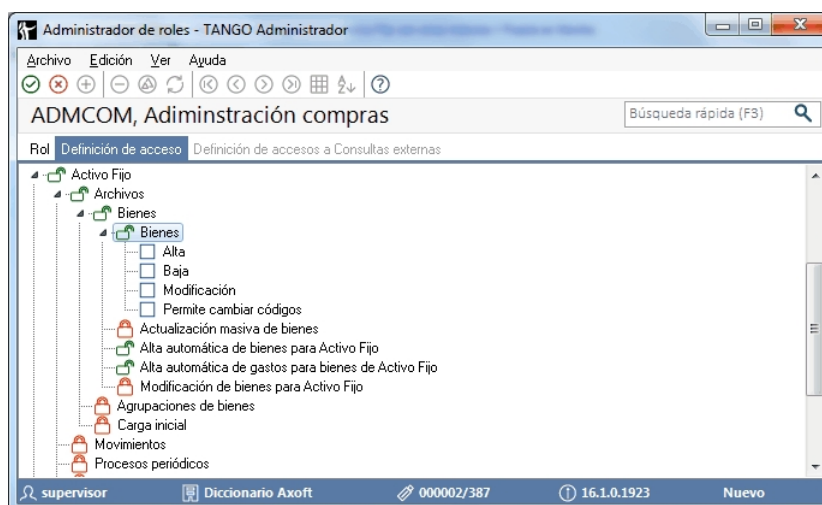 Administrador de roles - TANGO Administrador
Archivo Edición Ver Ayuda
ADMCOM, Adiminstración compras
Búsqueda rápida (F3)
Rol Definición de acceso Definición de accesos a Consultas externas
Activo Fijo
Archivos
Bienes
Bienes
Alta
Baja
Modificación
Permite cambiar códigos
Actualización masiva de bienes
Alta automática de bienes para Activo Fijo
Alta automática de gastos para bienes de Activo Fijo
Modificación de bienes para Activo Fijo
Agrupaciones de bienes
Carga inicial
Movimientos
Procesos periódicos
supervisor Diccionario Axoft 000002/387 16.1.0.1923 Nuevo